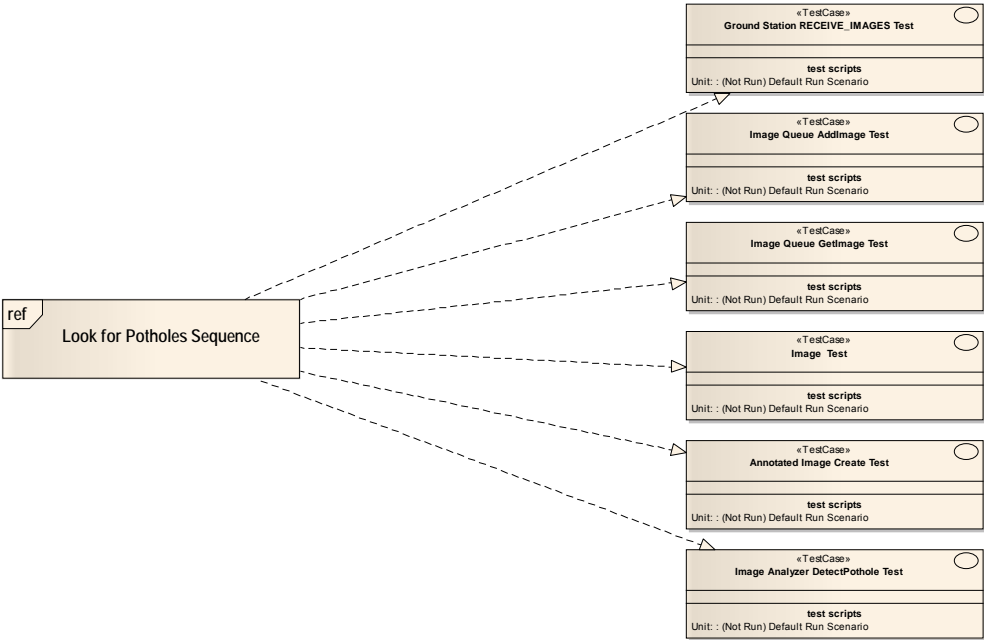 «TestCase»
Ground Station RECEIVE_IMAGES Test
test scripts
Unit: : (Not Run) Default Run Scenario
«TestCase»
Image Queue AddImage Test
test scripts
Unit: : (Not Run) Default Run Scenario
«TestCase»
Image Queue GetImage Test
test scripts
Unit: : (Not Run) Default Run Scenario
ref
Look for Potholes Sequence
«TestCase»
Image  Test
test scripts
Unit: : (Not Run) Default Run Scenario
«TestCase»
Annotated Image Create Test
test scripts
Unit: : (Not Run) Default Run Scenario
«TestCase»
Image Analyzer DetectPothole Test
test scripts
Unit: : (Not Run) Default Run Scenario